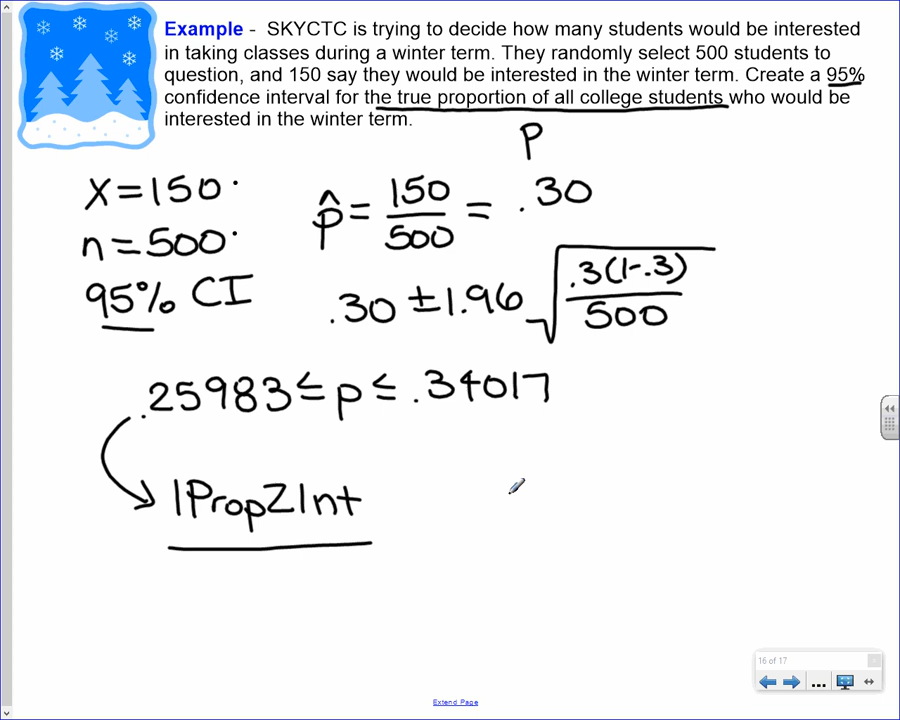 Example - SKYCTC is trying to decide how many students would be interested
in taking classes during a winter term. They randomly select 500 students to
question, and 150 say they would be interested in the winter term. Create a 95%
confidence interval for the true proportion of all college students who would be
interested in the winter term.
P
x=150.
n=500.
95% CI
p̂ = 150/500 = .30
.30 ± 1.96 √(.3(1-.3)/500)
.25983 ≤ p ≤ .34017
1PropZInt
16 of 17
...
Extend Page